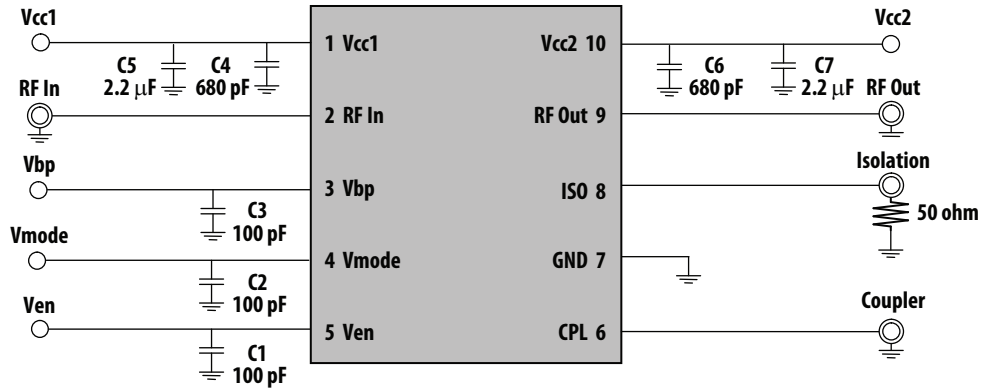 Vcc1
C5
2.2 μF
C4
680 pF
RF In
Vbp
C3
100 pF
Vmode
C2
100 pF
Ven
C1
100 pF
1 Vcc1
2 RF In
3 Vbp
4 Vmode
5 Ven
Vcc2 10
RF Out 9
ISO 8
GND 7
CPL 6
Vcc2
C6
680 pF
C7
2.2 μF
RF Out
Isolation
50 ohm
Coupler